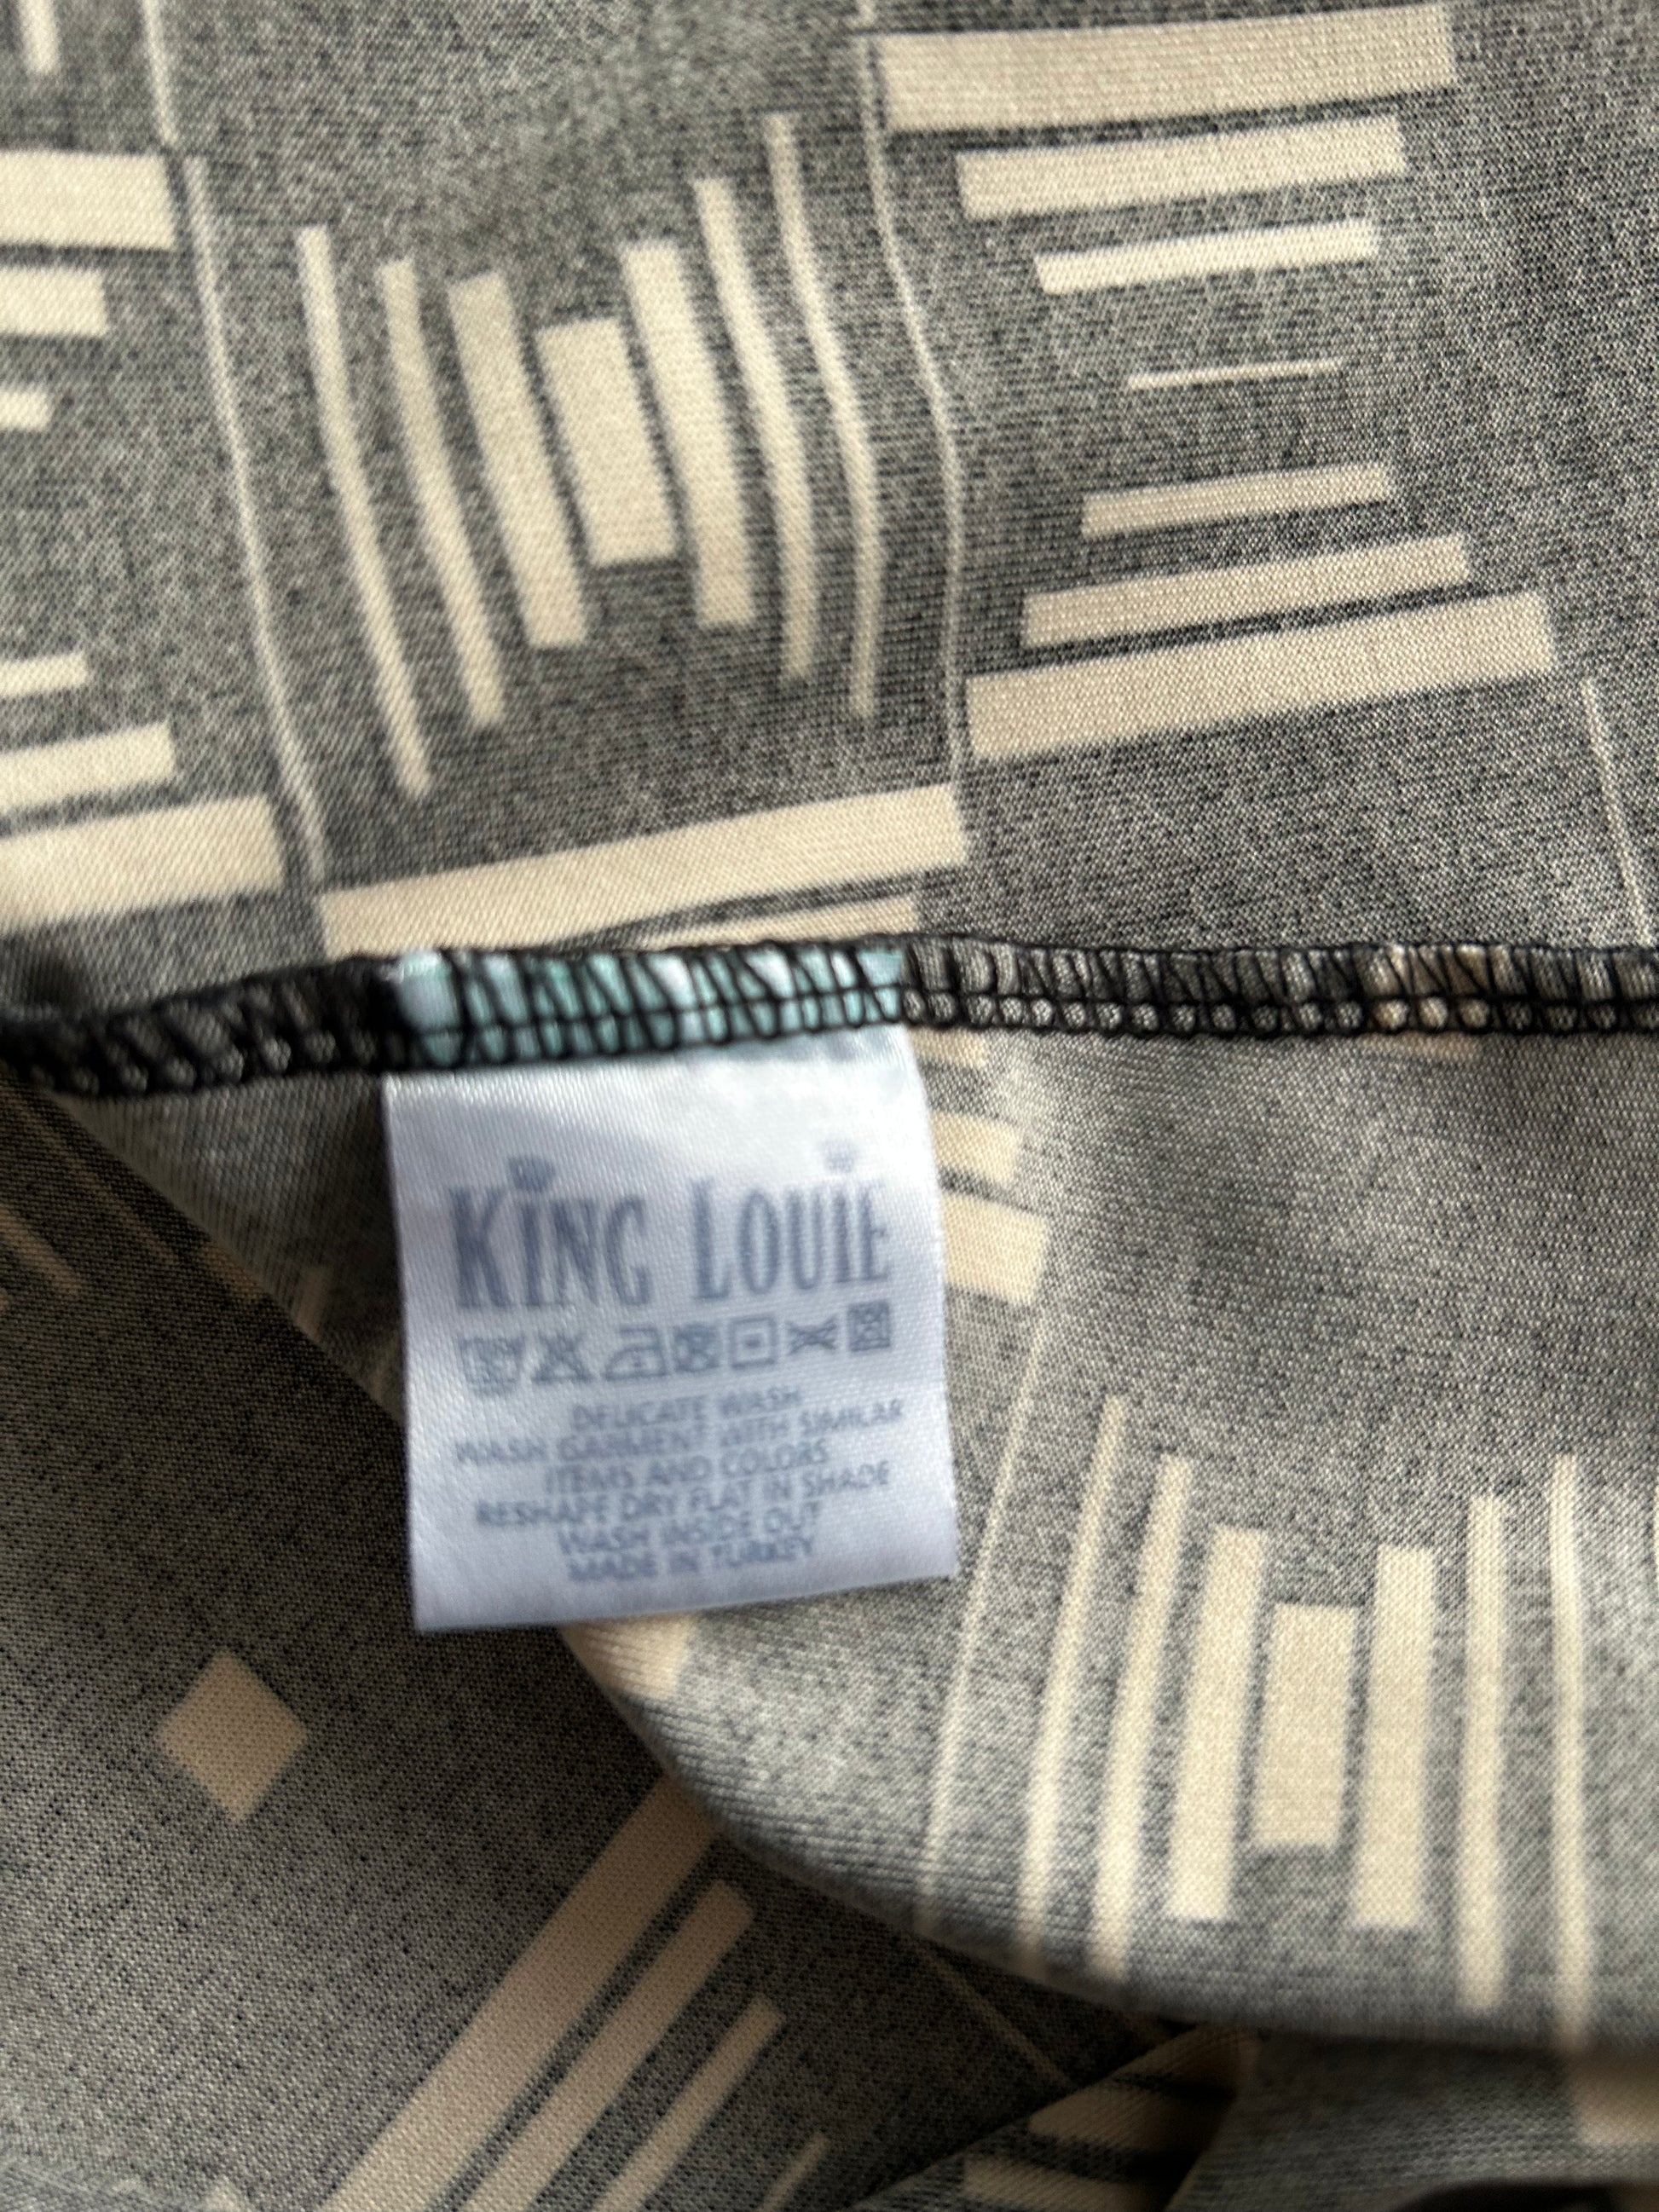 KING LOUIE
DELICATE WASH
WASH GARMENT WITH SIMILAR
ITEMS AND COLORS
RESHAPE DRY FLAT IN SHADE
WASH INSIDE OUT
MADE IN TURKEY